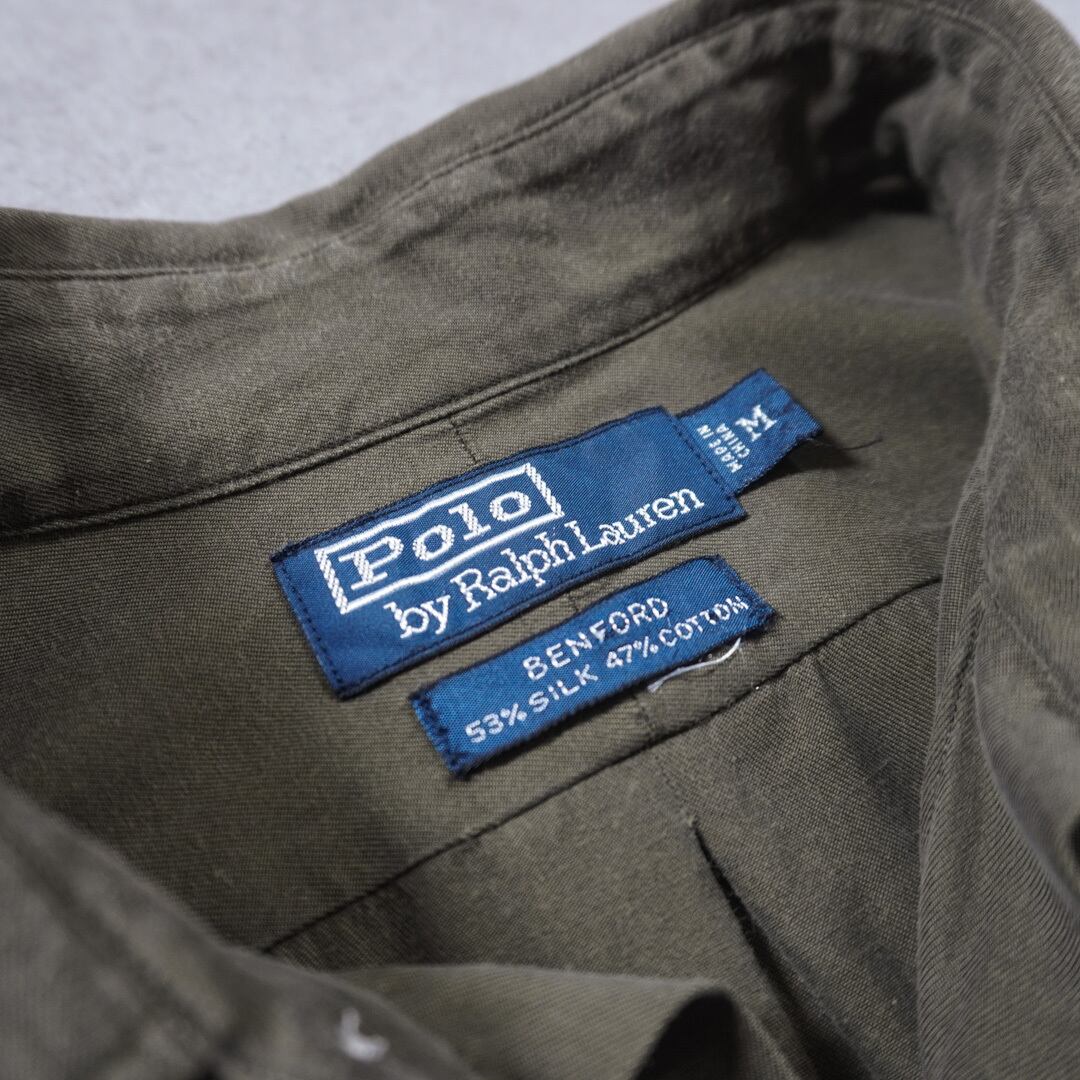 Polo
by Ralph Lauren
M
MADE IN
CHINA
BENFORD
53% SILK 47% COTTON